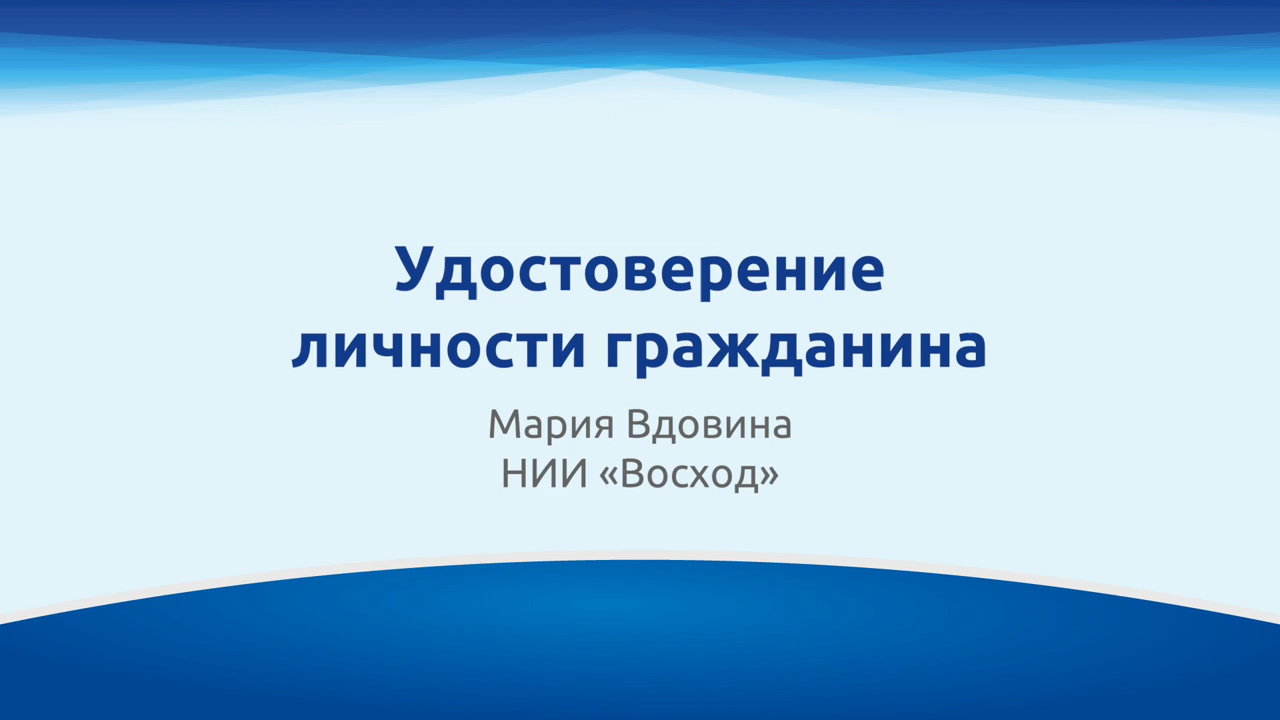 Удостоверение
личности гражданина
Мария Вдовина
НИИ «Восход»